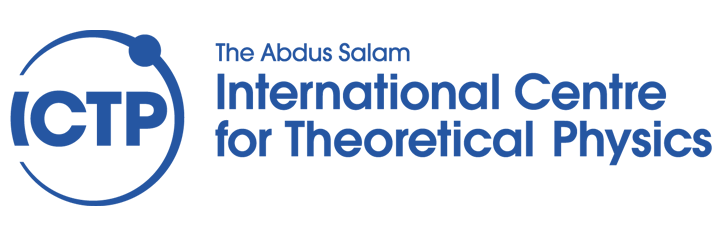 ICTP
The Abdus Salam
International Centre
for Theoretical Physics